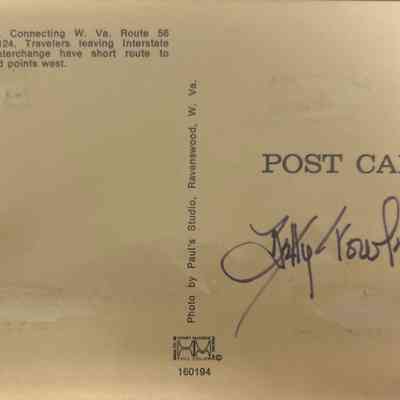 Connecting W. Va. Route 56
124. Travelers leaving Interstate
nterchange have short route to
d points west.
Photo by Paul's Studio, Ravenswood, W. Va.
POST CA
160194